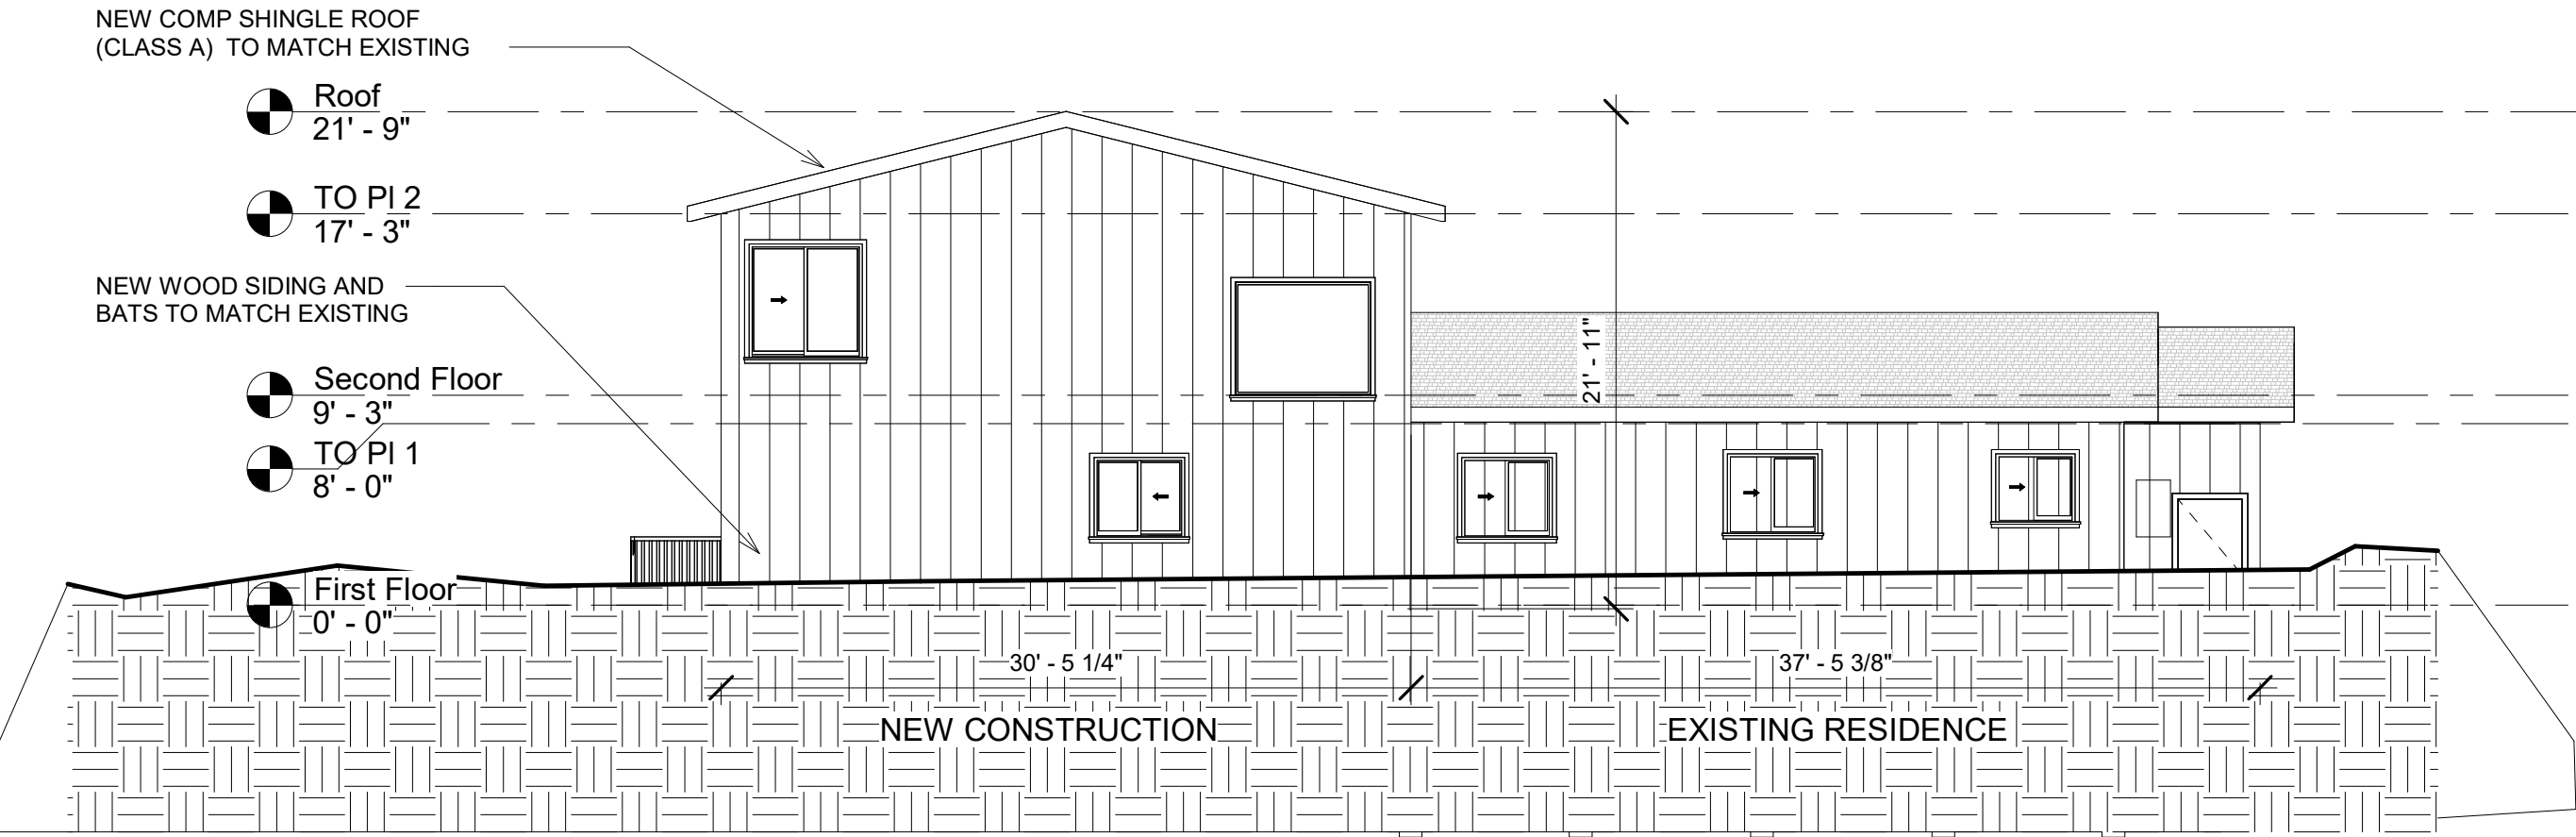 NEW COMP SHINGLE ROOF
(CLASS A) TO MATCH EXISTING
Roof
21' - 9"
TO Pl 2
17' - 3"
NEW WOOD SIDING AND
BATS TO MATCH EXISTING
Second Floor
9' - 3"
TO Pl 1
8' - 0"
21' - 11"
First Floor
0' - 0"
30' - 5 1/4"
37' - 5 3/8"
NEW CONSTRUCTION
EXISTING RESIDENCE